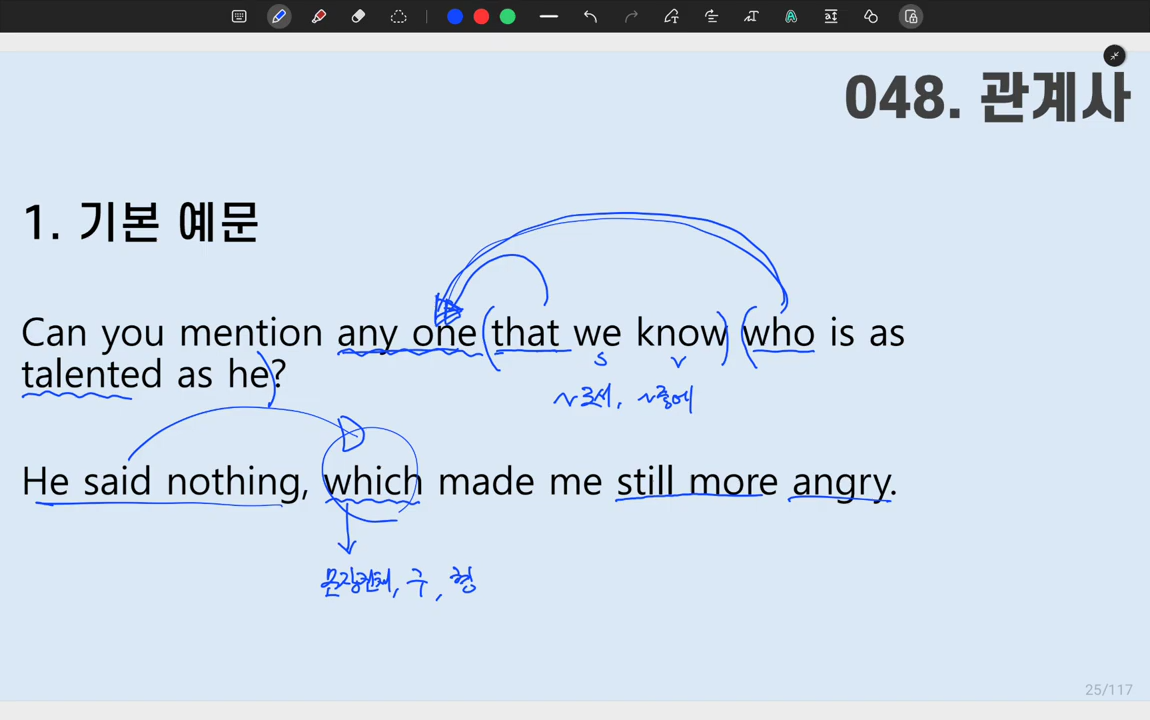 048. 관계사
1. 기본 예문
Can you mention any one (that we know) (who is as
S V
talented as he)?
~로서, ~중에
He said nothing, which made me still more angry.
문장전체, 구, 형
25/117